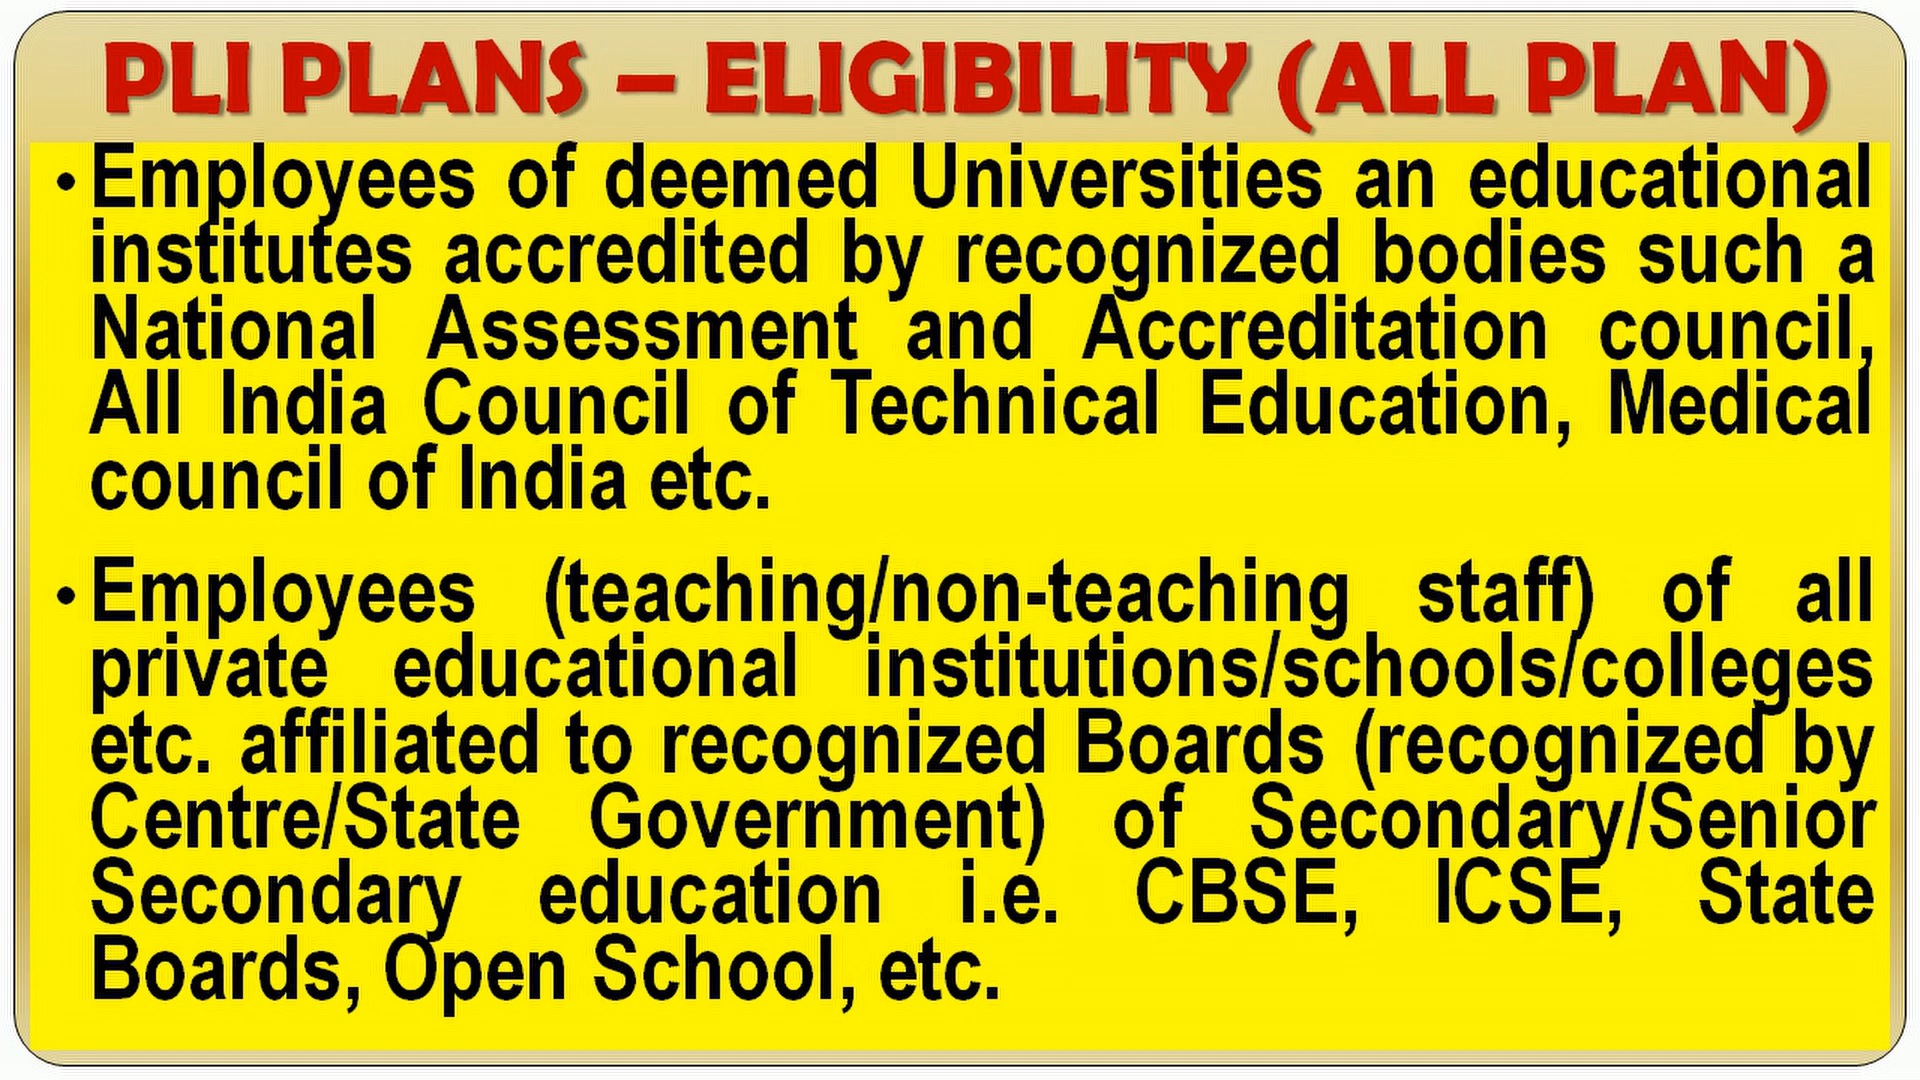 PLI PLANS – ELIGIBILITY (ALL PLAN)
• Employees of deemed Universities an educational
institutes accredited by recognized bodies such a
National Assessment and Accreditation council,
All India Council of Technical Education, Medical
council of India etc.
• Employees (teaching/non-teaching staff) of all
private educational institutions/schools/colleges
etc. affiliated to recognized Boards (recognized by
Centre/State Government) of Secondary/Senior
Secondary education i.e. CBSE, ICSE, State
Boards, Open School, etc.